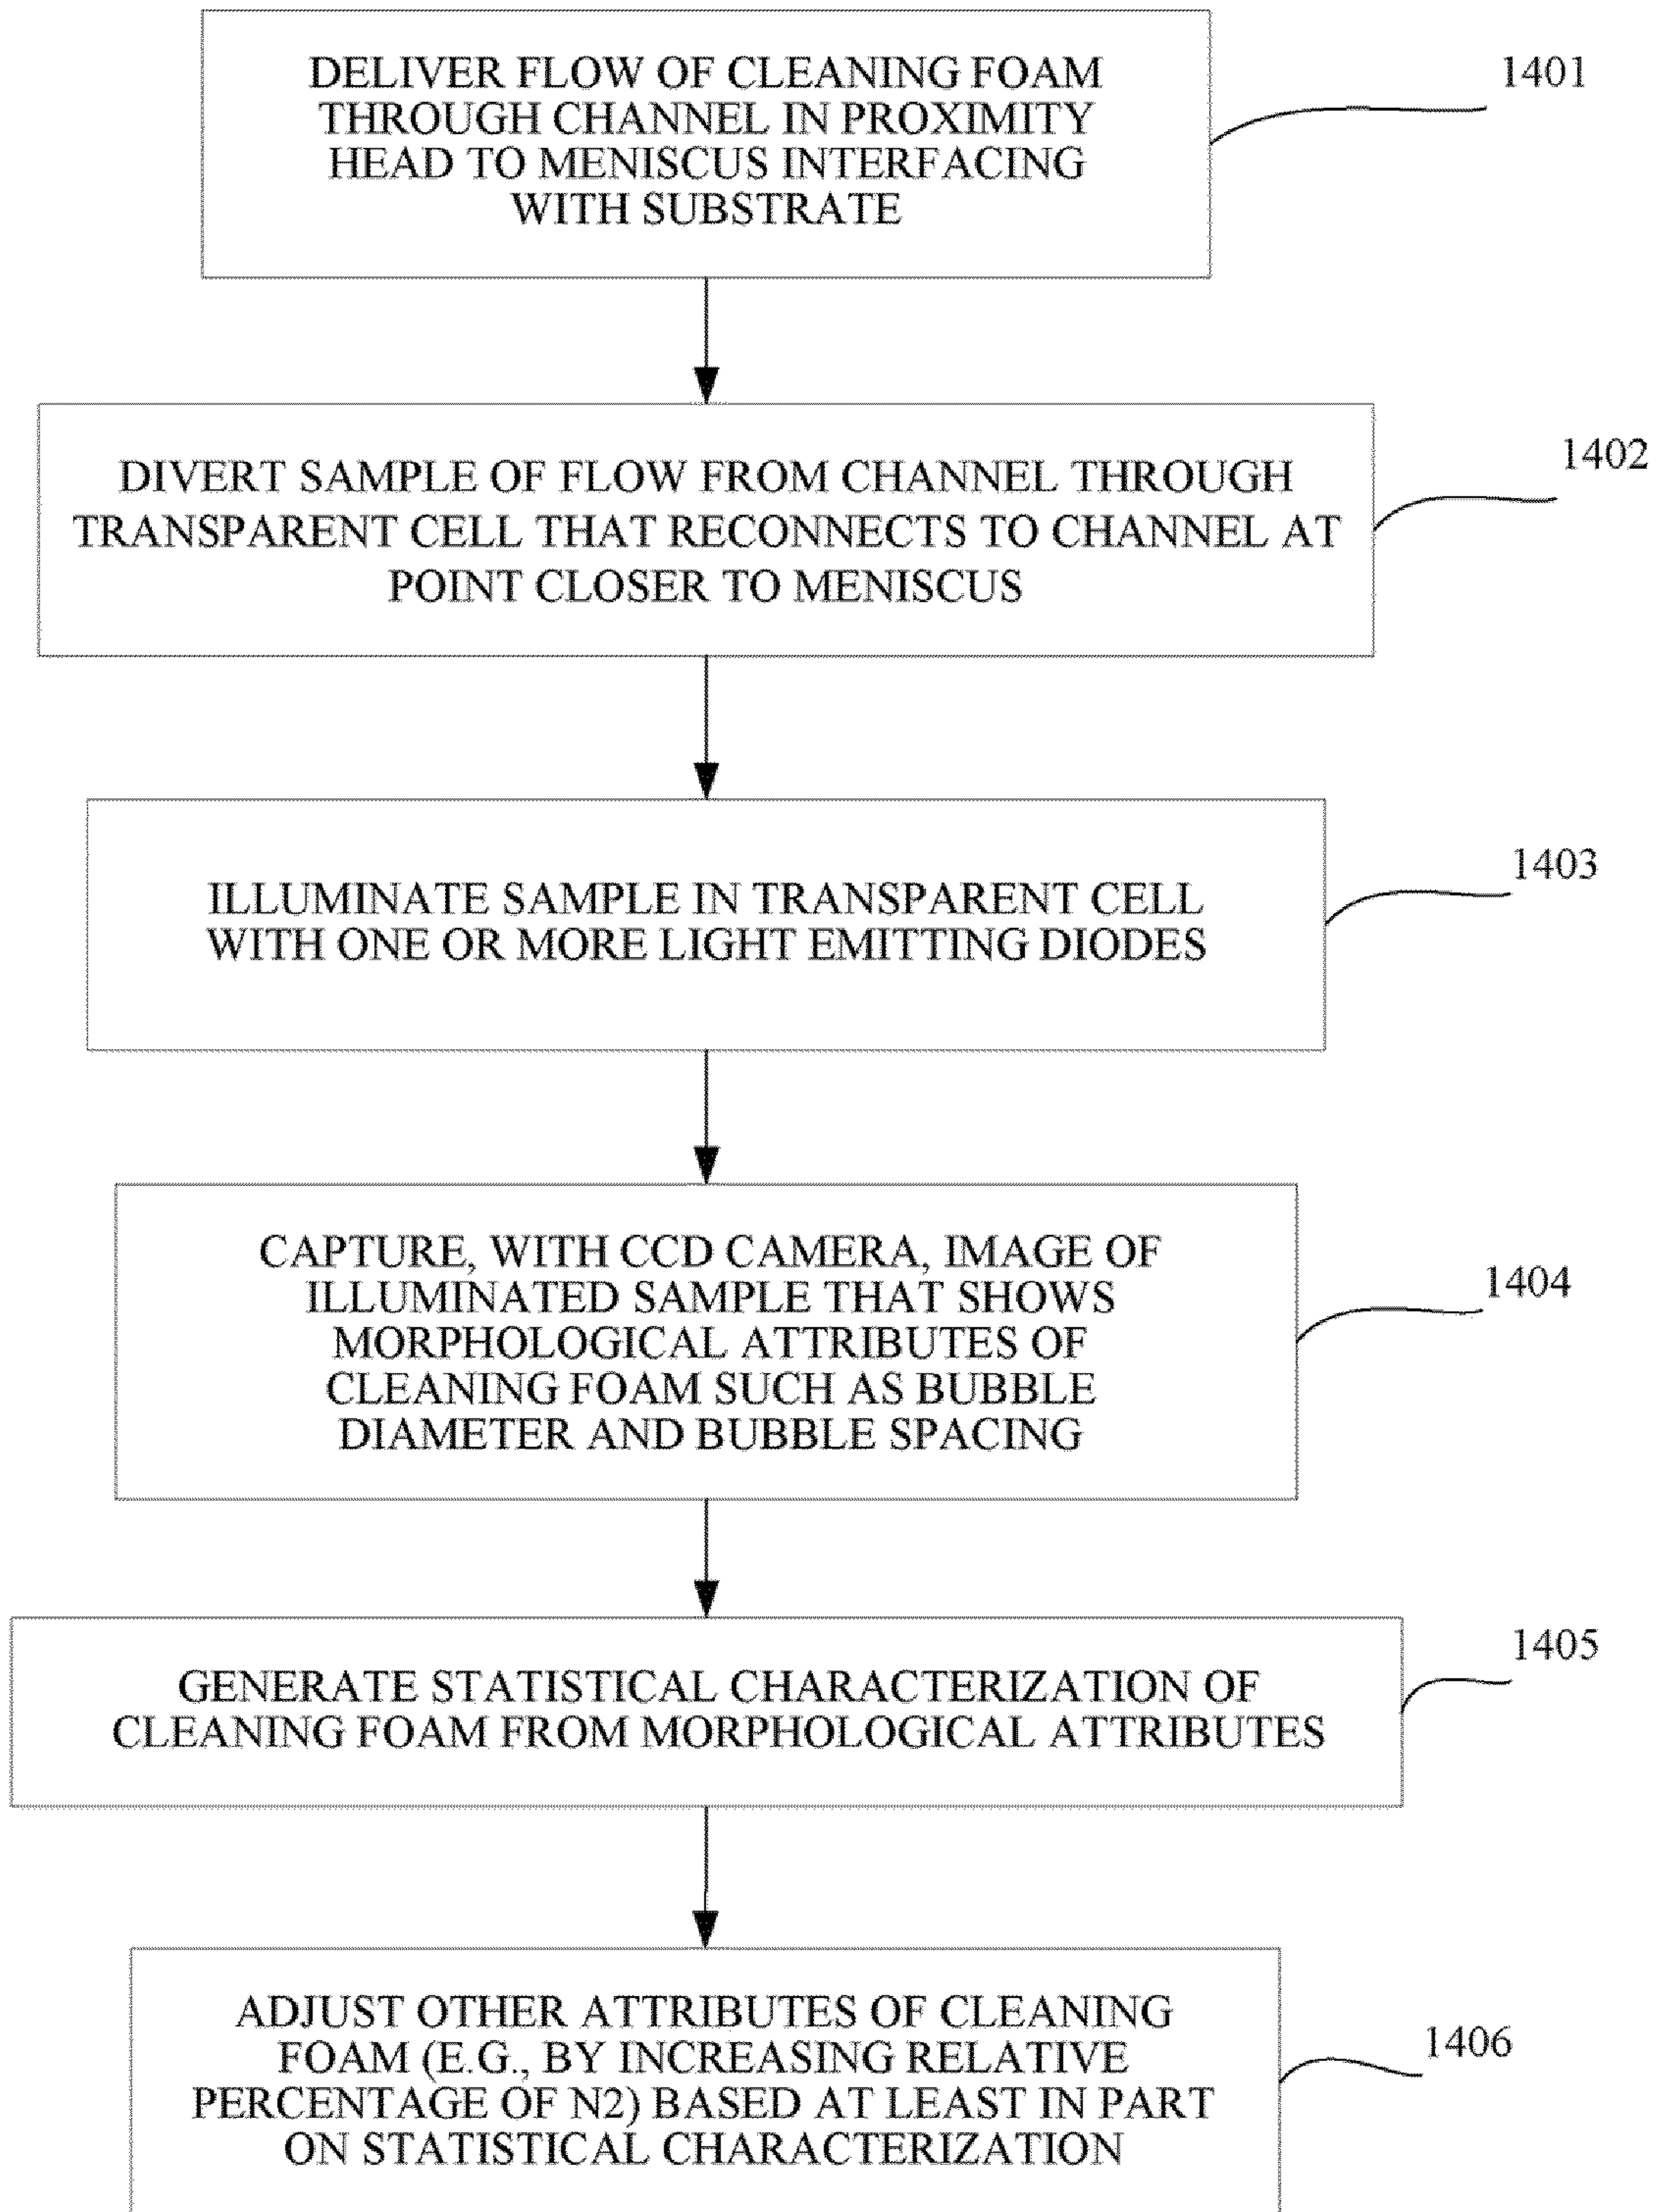 DELIVER FLOW OF CLEANING FOAM
THROUGH CHANNEL IN PROXIMITY
HEAD TO MENISCUS INTERFACING
WITH SUBSTRATE
1401
DIVERT SAMPLE OF FLOW FROM CHANNEL THROUGH
TRANSPARENT CELL THAT RECONNECTS TO CHANNEL AT
POINT CLOSER TO MENISCUS
1402
ILLUMINATE SAMPLE IN TRANSPARENT CELL
WITH ONE OR MORE LIGHT EMITTING DIODES
1403
CAPTURE, WITH CCD CAMERA, IMAGE OF
ILLUMINATED SAMPLE THAT SHOWS
MORPHOLOGICAL ATTRIBUTES OF
CLEANING FOAM SUCH AS BUBBLE
DIAMETER AND BUBBLE SPACING
1404
GENERATE STATISTICAL CHARACTERIZATION OF
CLEANING FOAM FROM MORPHOLOGICAL ATTRIBUTES
1405
ADJUST OTHER ATTRIBUTES OF CLEANING
FOAM (E.G., BY INCREASING RELATIVE
PERCENTAGE OF N2) BASED AT LEAST IN PART
ON STATISTICAL CHARACTERIZATION
1406